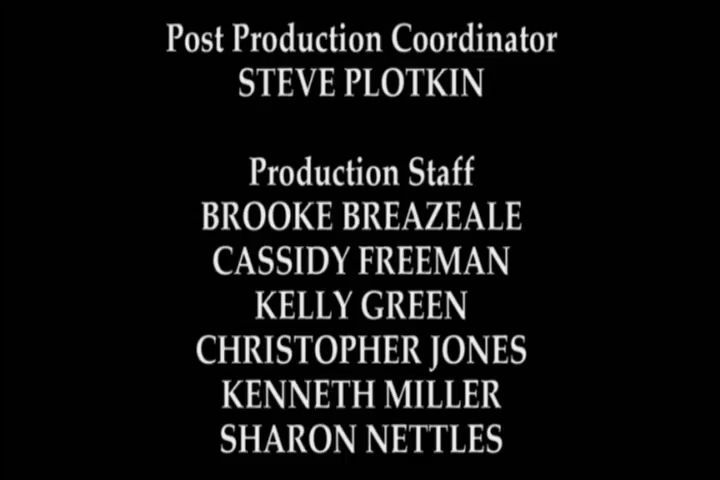 Post Production Coordinator
STEVE PLOTKIN
Production Staff
BROOKE BREAZEALE
CASSIDY FREEMAN
KELLY GREEN
CHRISTOPHER JONES
KENNETH MILLER
SHARON NETTLES